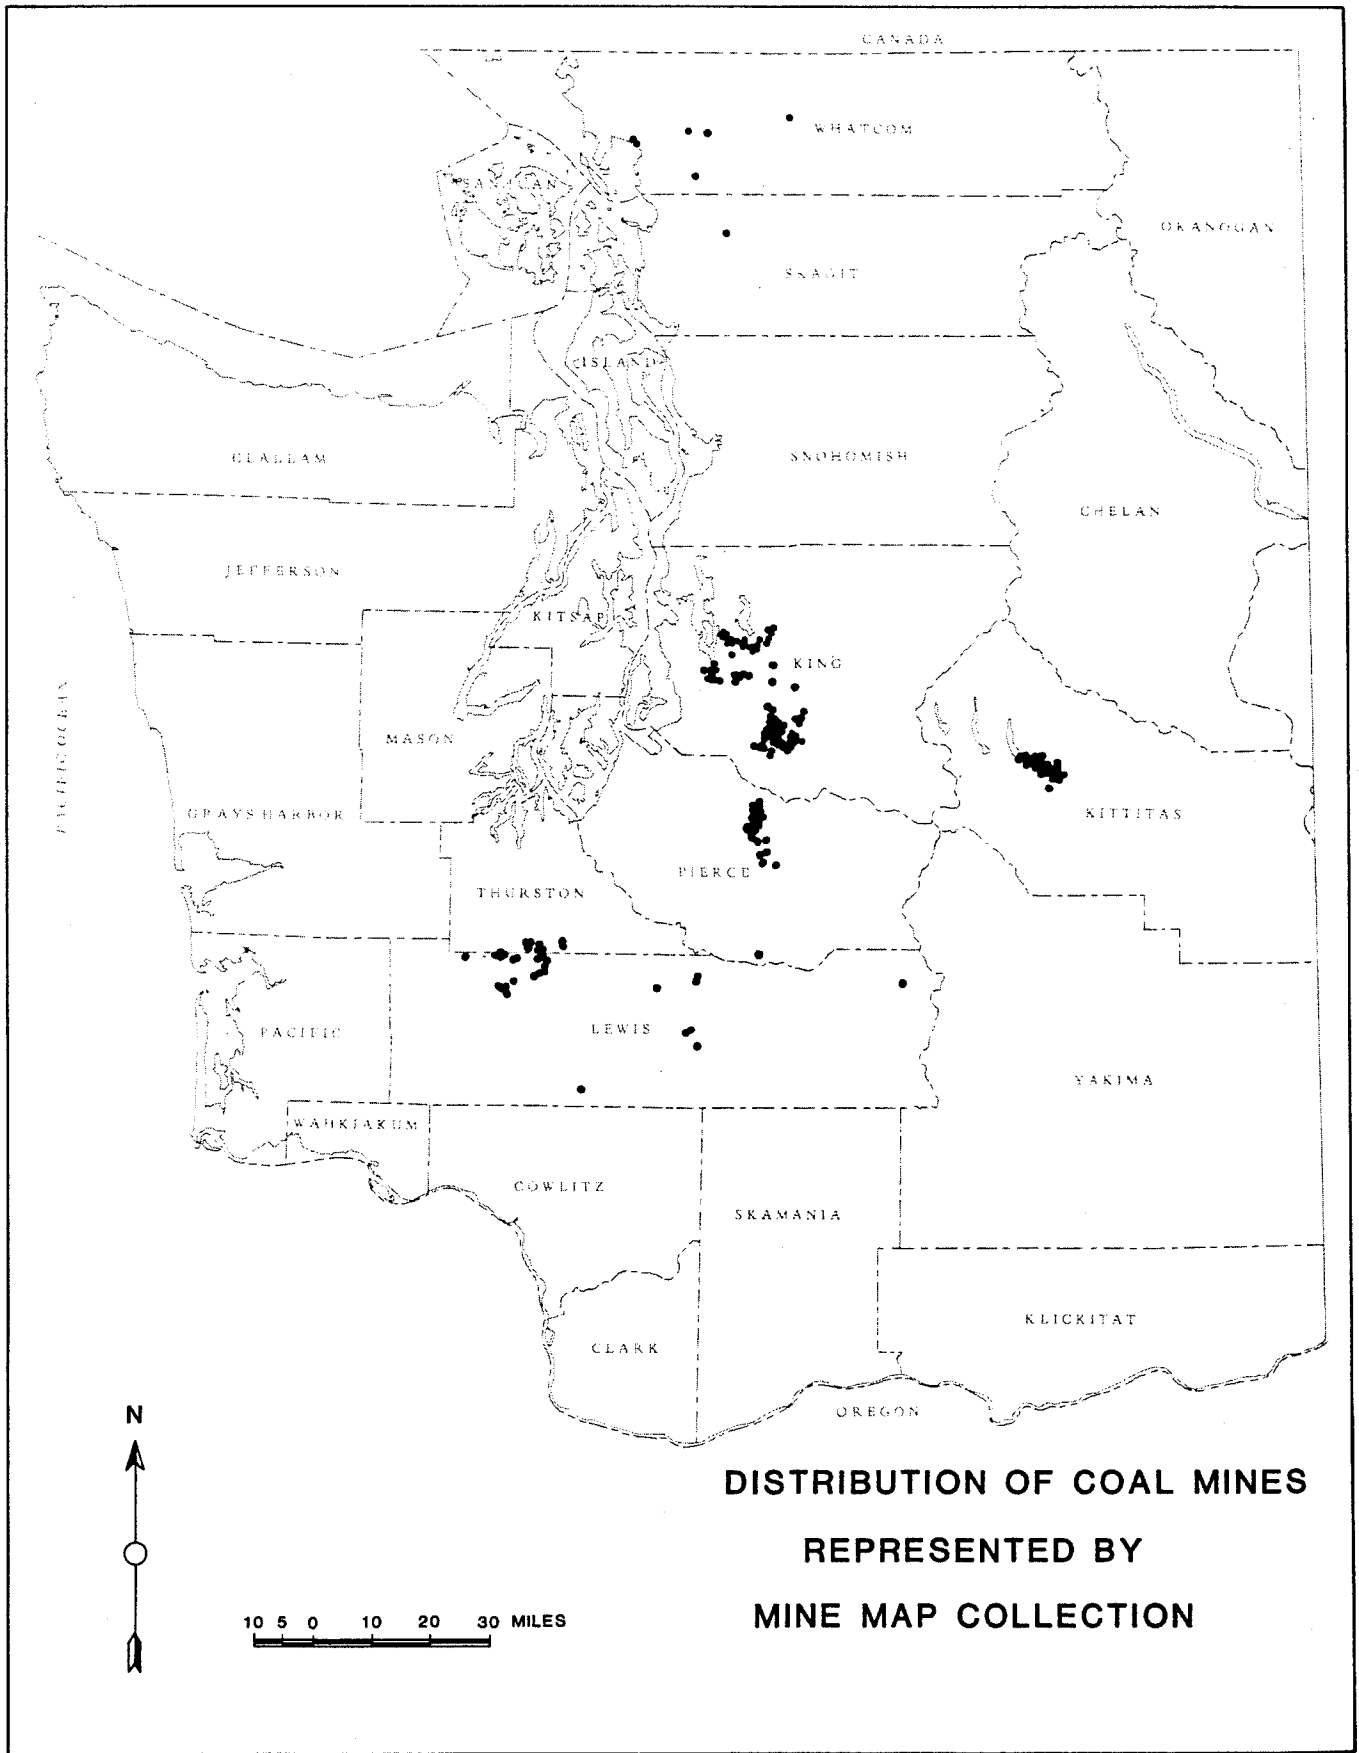 CANADA
WHATCOM
SAN JUAN
OKANOGAN
SKAGIT
ISLAND
CLALLAM
SNOHOMISH
CHELAN
JEFFERSON
KITSAP
KING
PACIFIC OCEAN
MASON
GRAYS HARBOR
KITTITAS
PIERCE
THURSTON
PACIFIC
LEWIS
YAKIMA
WAHKIAKUM
COWLITZ
SKAMANIA
KLICKITAT
CLARK
OREGON
N
DISTRIBUTION OF COAL MINES
REPRESENTED BY
MINE MAP COLLECTION
10 5 0 10 20 30 MILES